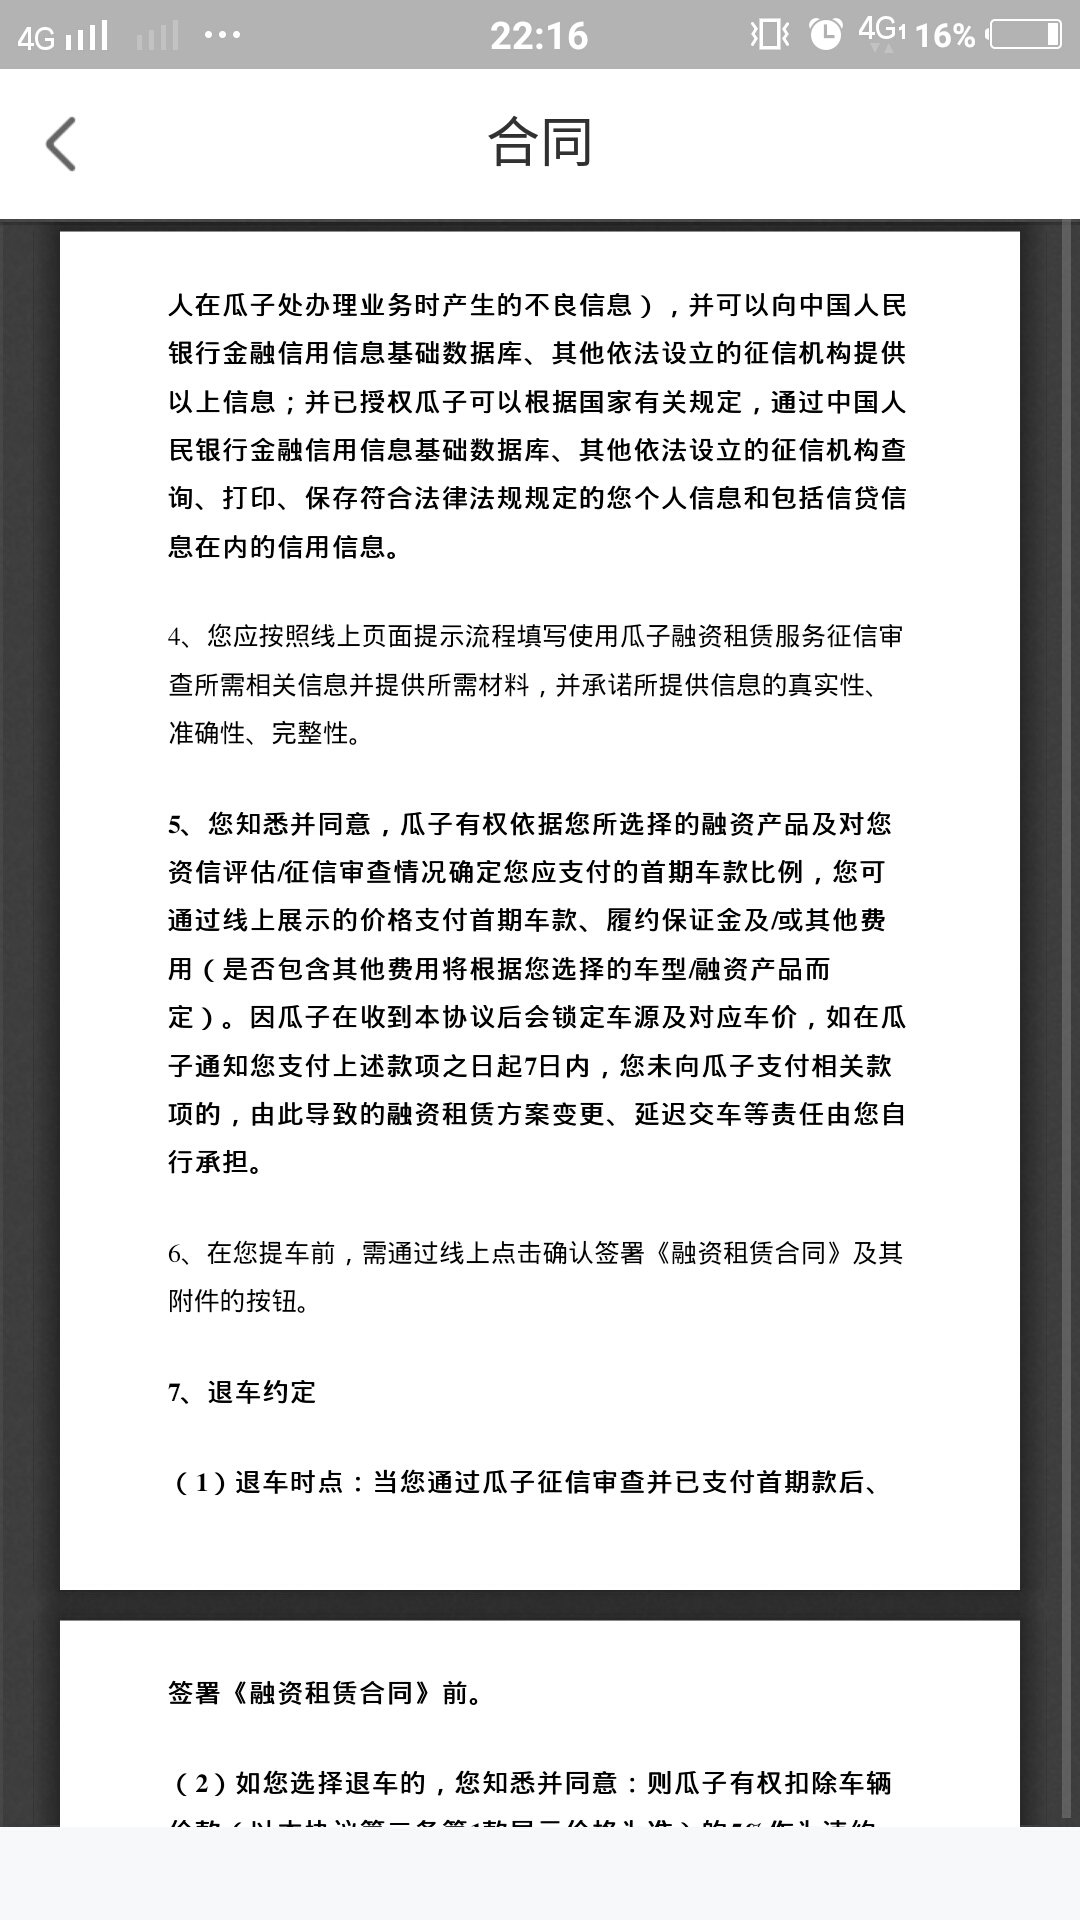 4G ... 22:16 4G1 16%
合同
人在瓜子处办理业务时产生的不良信息），并可以向中国人民
银行金融信用信息基础数据库、其他依法设立的征信机构提供
以上信息；并已授权瓜子可以根据国家有关规定，通过中国人
民银行金融信用信息基础数据库、其他依法设立的征信机构查
询、打印、保存符合法律法规规定的您个人信息和包括信贷信
息在内的信用信息。
4、您应按照线上页面提示流程填写使用瓜子融资租赁服务征信审
查所需相关信息并提供所需材料，并承诺所提供信息的真实性、
准确性、完整性。
5、您知悉并同意，瓜子有权依据您所选择的融资产品及对您
资信评估/征信审查情况确定您应支付的首期车款比例，您可
通过线上展示的价格支付首期车款、履约保证金及/或其他费
用（是否包含其他费用将根据您选择的车型/融资产品而
定）。因瓜子在收到本协议后会锁定车源及对应车价，如在瓜
子通知您支付上述款项之日起7日内，您未向瓜子支付相关款
项的，由此导致的融资租赁方案变更、延迟交车等责任由您自
行承担。
6、在您提车前，需通过线上点击确认签署《融资租赁合同》及其
附件的按钮。
7、退车约定
（1）退车时点：当您通过瓜子征信审查并已支付首期款后、
签署《融资租赁合同》前。
（2）如您选择退车的，您知悉并同意：则瓜子有权扣除车辆